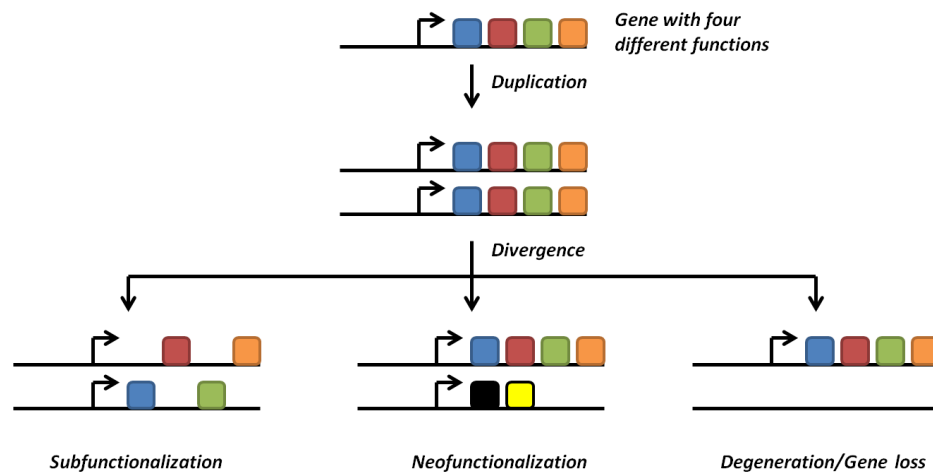 Gene with four
different functions
Duplication
Divergence
Subfunctionalization
Neofunctionalization
Degeneration/Gene loss